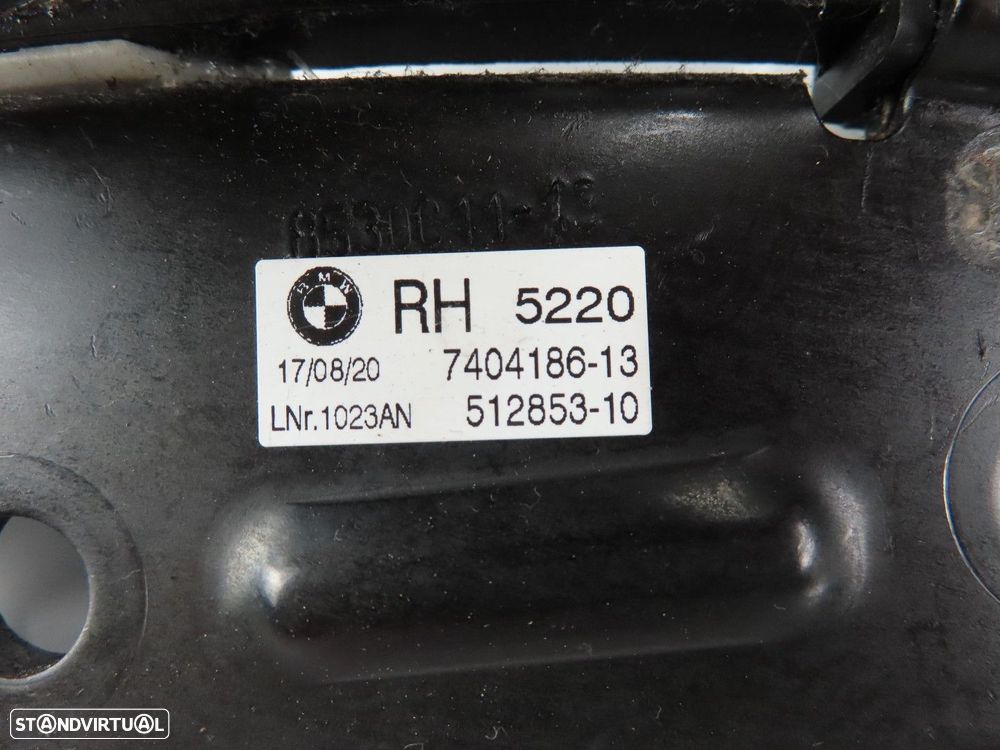 BMW
RH 5220
17/08/20 7404186-13
LNr.1023AN 512853-10
STANDVIRTUAL